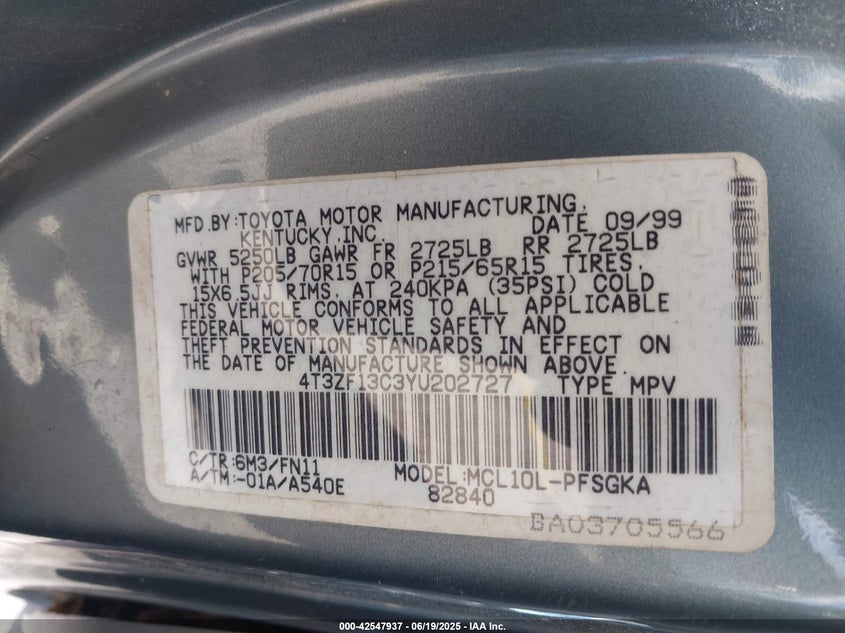 MFD.BY:TOYOTA MOTOR MANUFACTURING,
KENTUCKY,INC. DATE 09/99
GVWR 5250LB GAWR FR 2725LB RR 2725LB
WITH P205/70R15 OR P215/65R15 TIRES,
15X6.5JJ RIMS, AT 240KPA (35PSI) COLD
THIS VEHICLE CONFORMS TO ALL APPLICABLE
FEDERAL MOTOR VEHICLE SAFETY AND
THEFT PREVENTION STANDARDS IN EFFECT ON
THE DATE OF MANUFACTURE SHOWN ABOVE.
4T3ZF13C3YU202727 TYPE MPV
C/TR:6M3/FN11 MODEL:MCL10L-PFSGKA
A/TM:-01A/A540E 82840
BA03705566
000-42547937 - 06/19/2025 - IAA Inc.